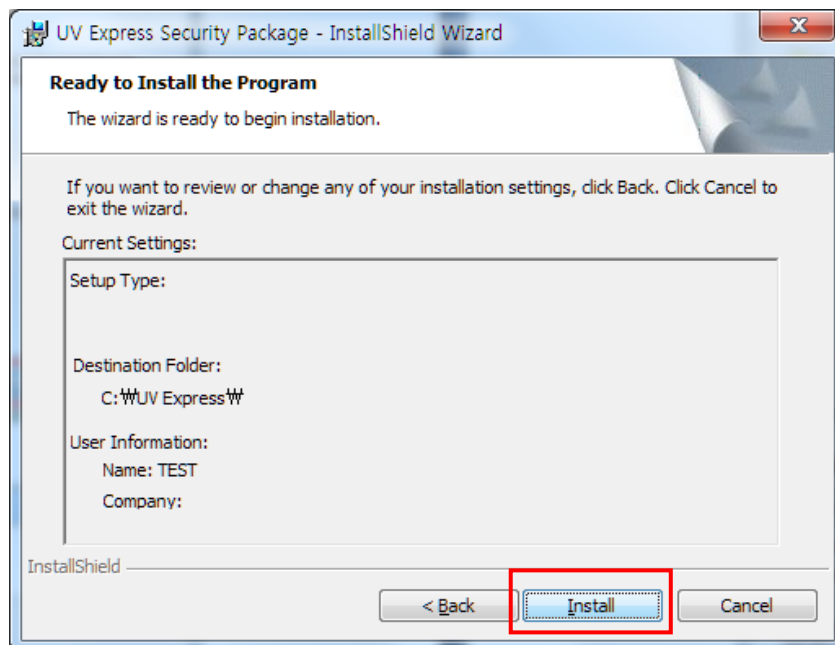 UV Express Security Package - InstallShield Wizard
Ready to Install the Program
The wizard is ready to begin installation.
If you want to review or change any of your installation settings, click Back. Click Cancel to
exit the wizard.
Current Settings:
Setup Type:
Destination Folder:
C:₩UV Express₩
User Information:
Name: TEST
Company:
InstallShield
< Back
Install
Cancel